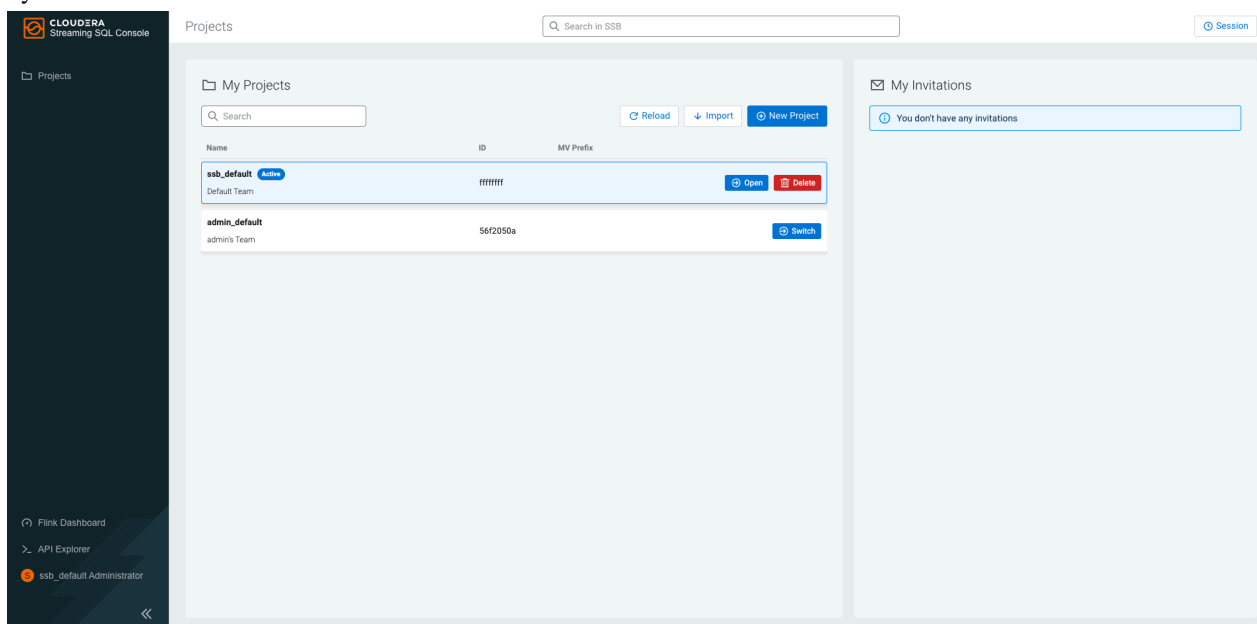 CLOUDERA
Streaming SQL Console
Projects
Search in SSB
Session
Projects
My Projects
Search
Reload
Import
New Project
Name ID MV Prefix
ssb_default Active
Default Team
ffffffff
Open
Delete
admin_default
admin's Team
56f2050a
Switch
My Invitations
You don't have any invitations
Flink Dashboard
API Explorer
S ssb_default Administrator